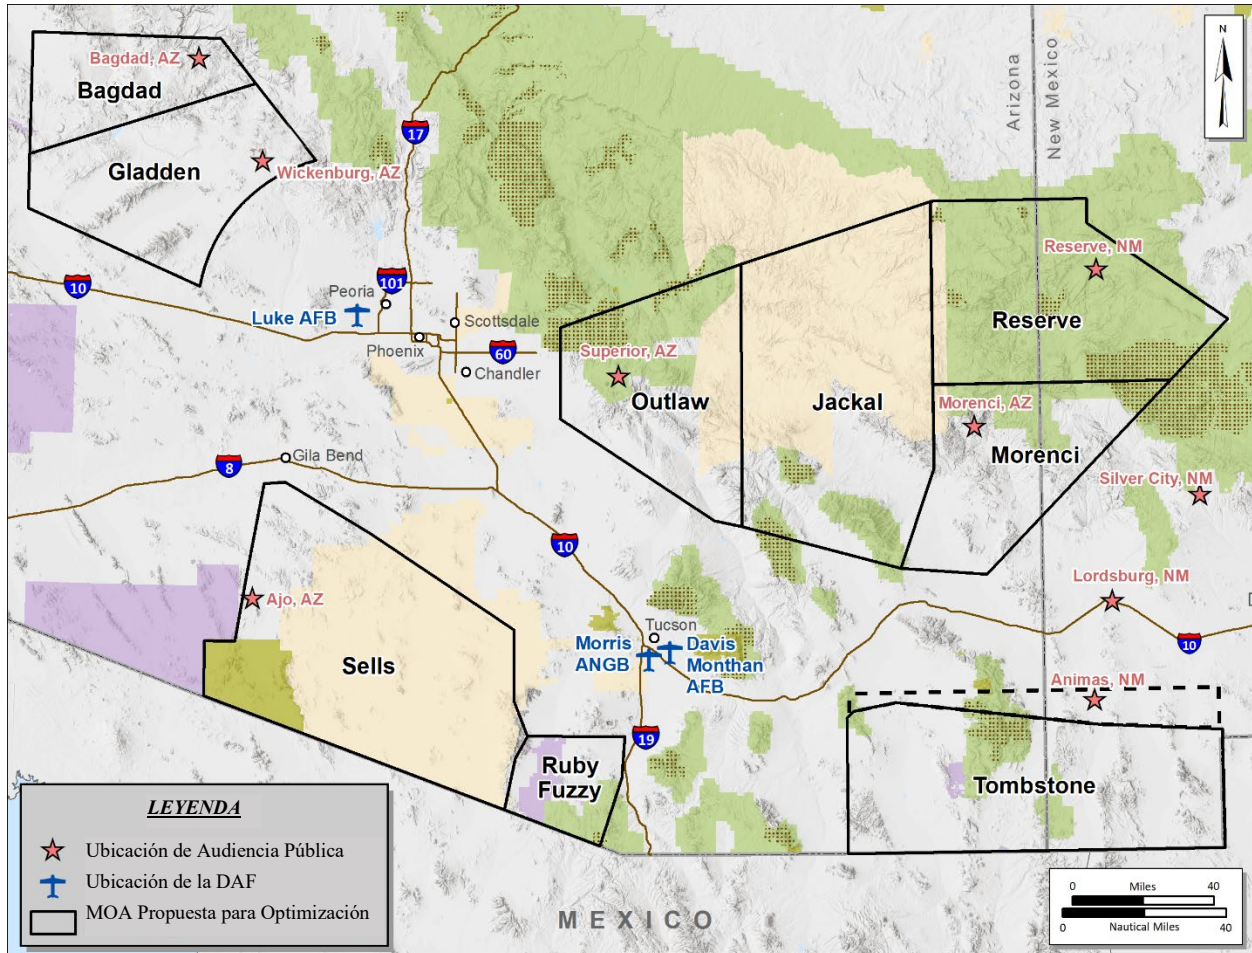 N
Arizona
New Mexico
Bagdad, AZ
Bagdad
17
Gladden
Wickenburg, AZ
Reserve, NM
10
101
Peoria
Luke AFB
Scottsdale
Phoenix
60
Chandler
Reserve
Superior, AZ
Outlaw
Jackal
Morenci, AZ
Morenci
Gila Bend
8
Silver City, NM
10
Ajo, AZ
Lordsburg, NM
D
Tucson
Morris
ANGB
Davis
Monthan
AFB
10
Sells
Animas, NM
19
Ruby
Fuzzy
Tombstone
LEYENDA
Ubicación de Audiencia Pública
Ubicación de la DAF
MOA Propuesta para Optimización
MEXICO
0 Miles 40
0 Nautical Miles 40